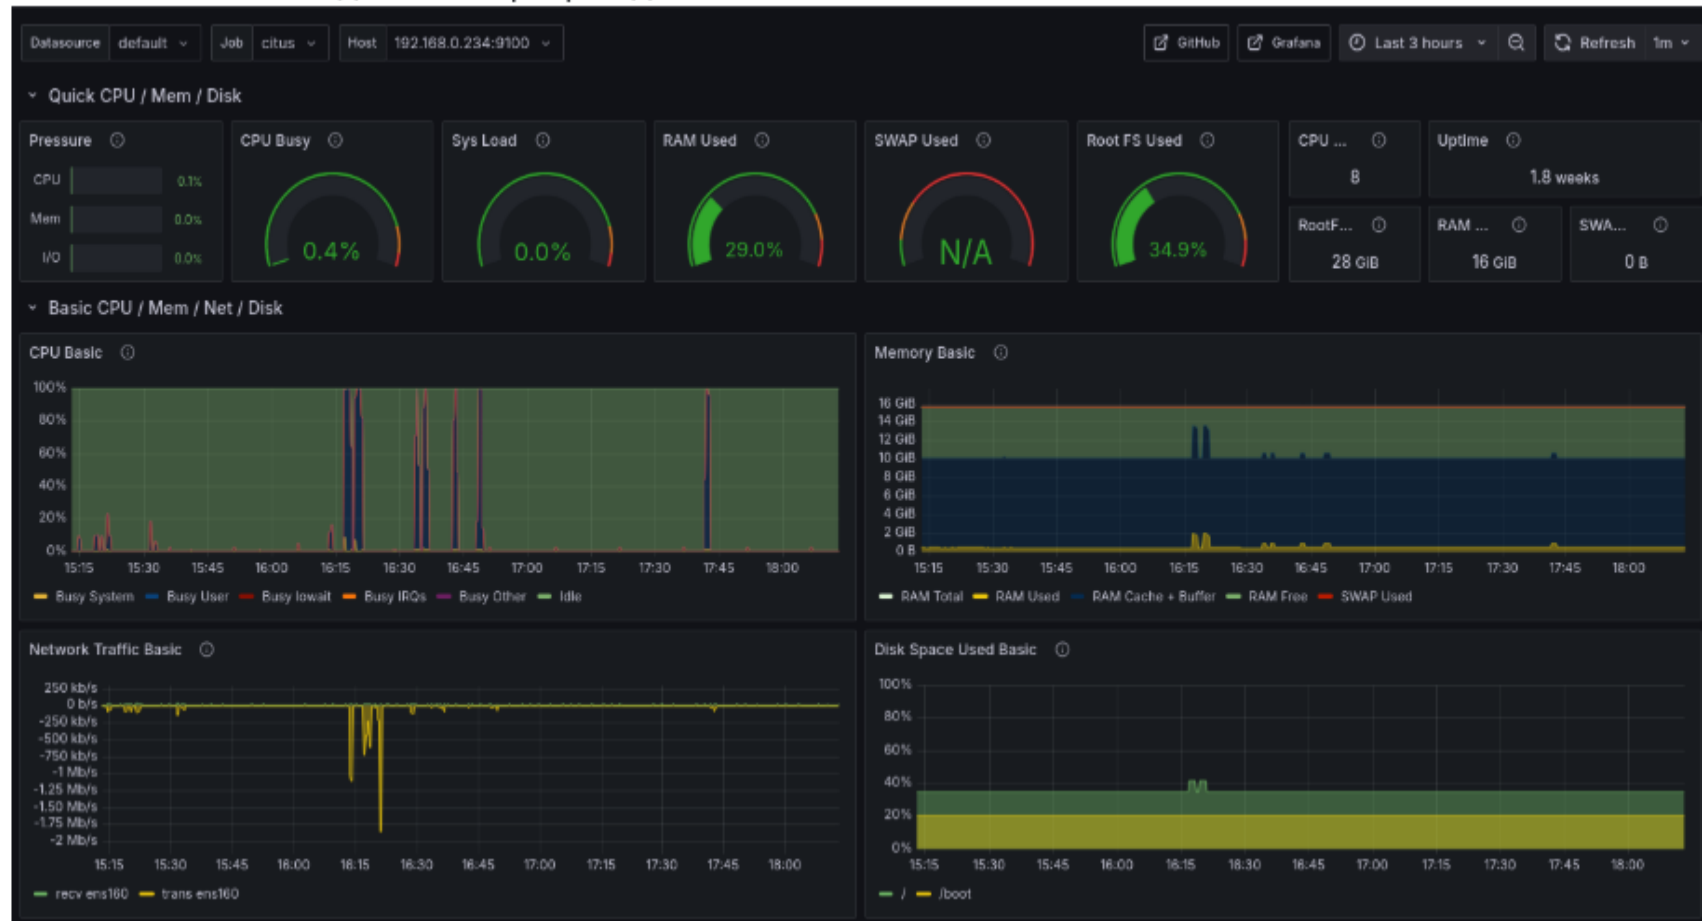 Datasource default Job citus Host 192.168.0.234:9100 GitHub Grafana Last 3 hours Refresh 1m
Quick CPU / Mem / Disk
Pressure CPU Busy Sys Load RAM Used SWAP Used Root FS Used CPU ... Uptime
CPU 0.1%
Mem 0.0%
I/O 0.0%
0.4%
0.0%
29.0%
N/A
34.9%
8
1.8 weeks
RootF... RAM ... SWA...
28 GiB 16 GiB 0 B
Basic CPU / Mem / Net / Disk
CPU Basic
100%
80%
60%
40%
20%
0%
15:15 15:30 15:45 16:00 16:15 16:30 16:45 17:00 17:15 17:30 17:45 18:00
Busy System Busy User Busy Iowait Busy IRQs Busy Other Idle
Memory Basic
16 GiB
14 GiB
12 GiB
10 GiB
8 GiB
6 GiB
4 GiB
2 GiB
0 B
15:15 15:30 15:45 16:00 16:15 16:30 16:45 17:00 17:15 17:30 17:45 18:00
RAM Total RAM Used RAM Cache + Buffer RAM Free SWAP Used
Network Traffic Basic
250 kb/s
0 b/s
-250 kb/s
-500 kb/s
-750 kb/s
-1 Mb/s
-1.25 Mb/s
-1.50 Mb/s
-1.75 Mb/s
-2 Mb/s
15:15 15:30 15:45 16:00 16:15 16:30 16:45 17:00 17:15 17:30 17:45 18:00
recv ens160 trans ens160
Disk Space Used Basic
100%
80%
60%
40%
20%
0%
15:15 15:30 15:45 16:00 16:15 16:30 16:45 17:00 17:15 17:30 17:45 18:00
/ /boot